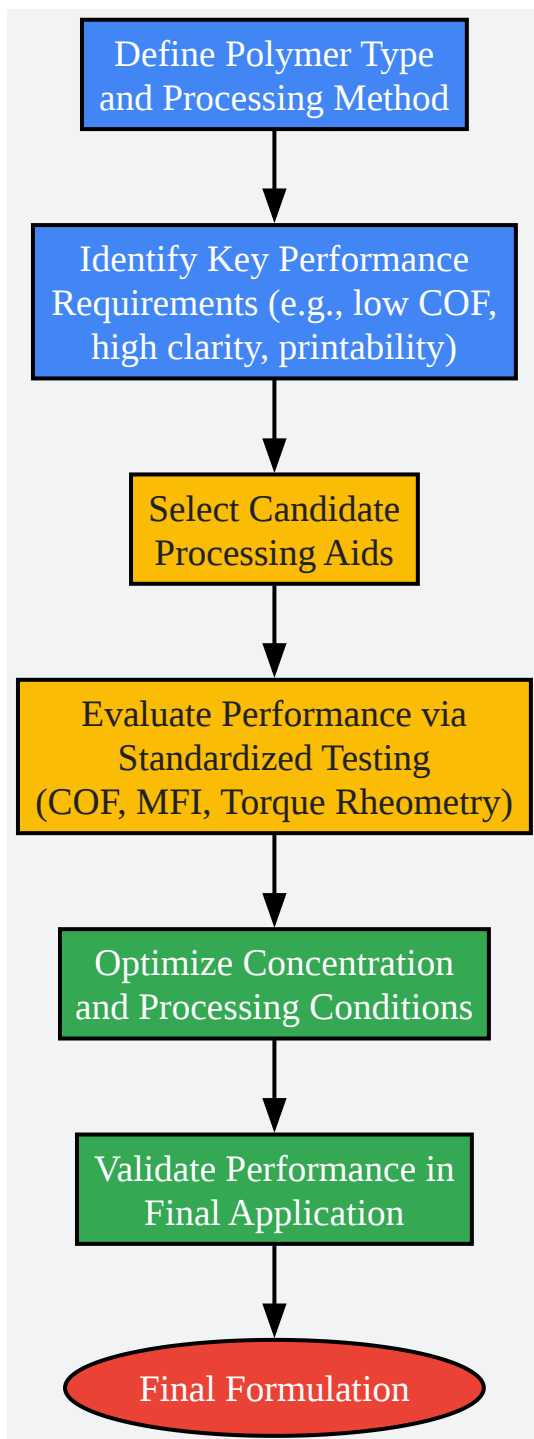 Define Polymer Type
and Processing Method
Identify Key Performance
Requirements (e.g., low COF,
high clarity, printability)
Select Candidate
Processing Aids
Evaluate Performance via
Standardized Testing
(COF, MFI, Torque Rheometry)
Optimize Concentration
and Processing Conditions
Validate Performance in
Final Application
Final Formulation